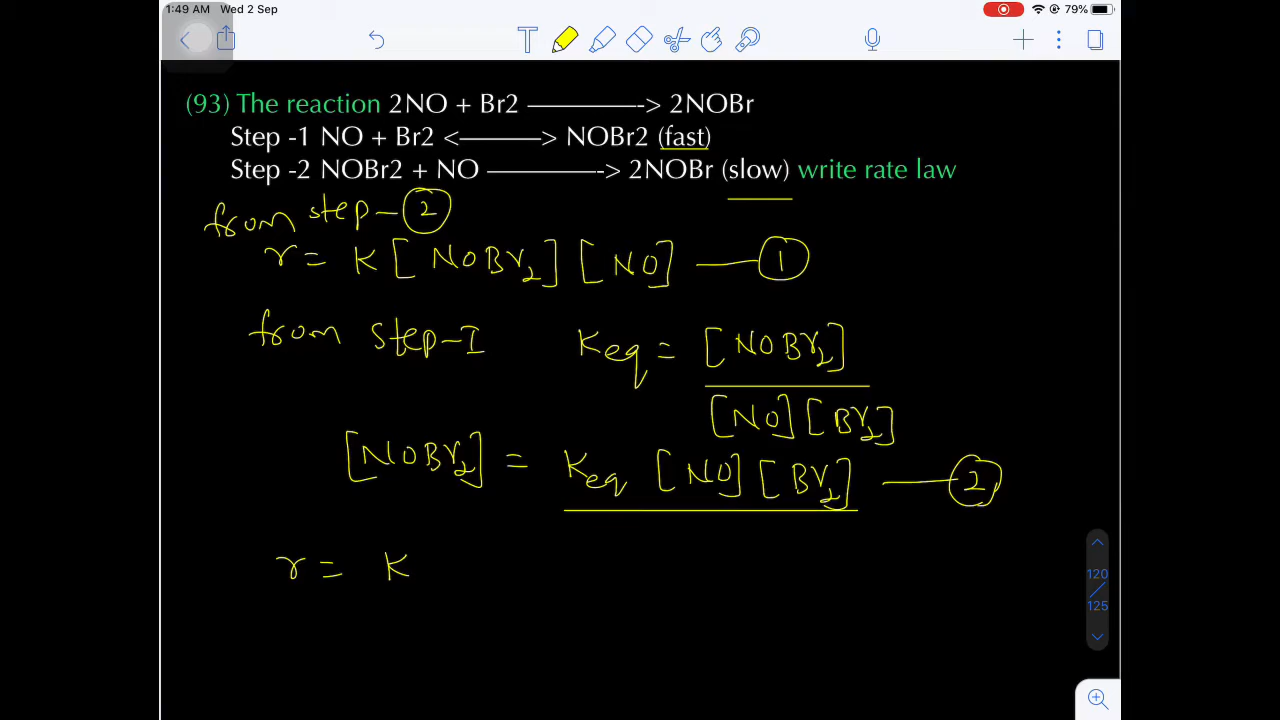 1:49 AM Wed 2 Sep
79%
T
(93) The reaction 2NO + Br2 ————————-> 2NOBr
Step -1 NO + Br2 <————> NOBr2 (fast)
Step -2 NOBr2 + NO ————————-> 2NOBr (slow) write rate law
from step-2
r = K[NOBr₂][NO] —— 1
from step-I Keq = [NOBr₂]
[NO][Br₂]
[NOBr₂] = Keq [NO][Br₂] —— 2
r = K
120
/
125